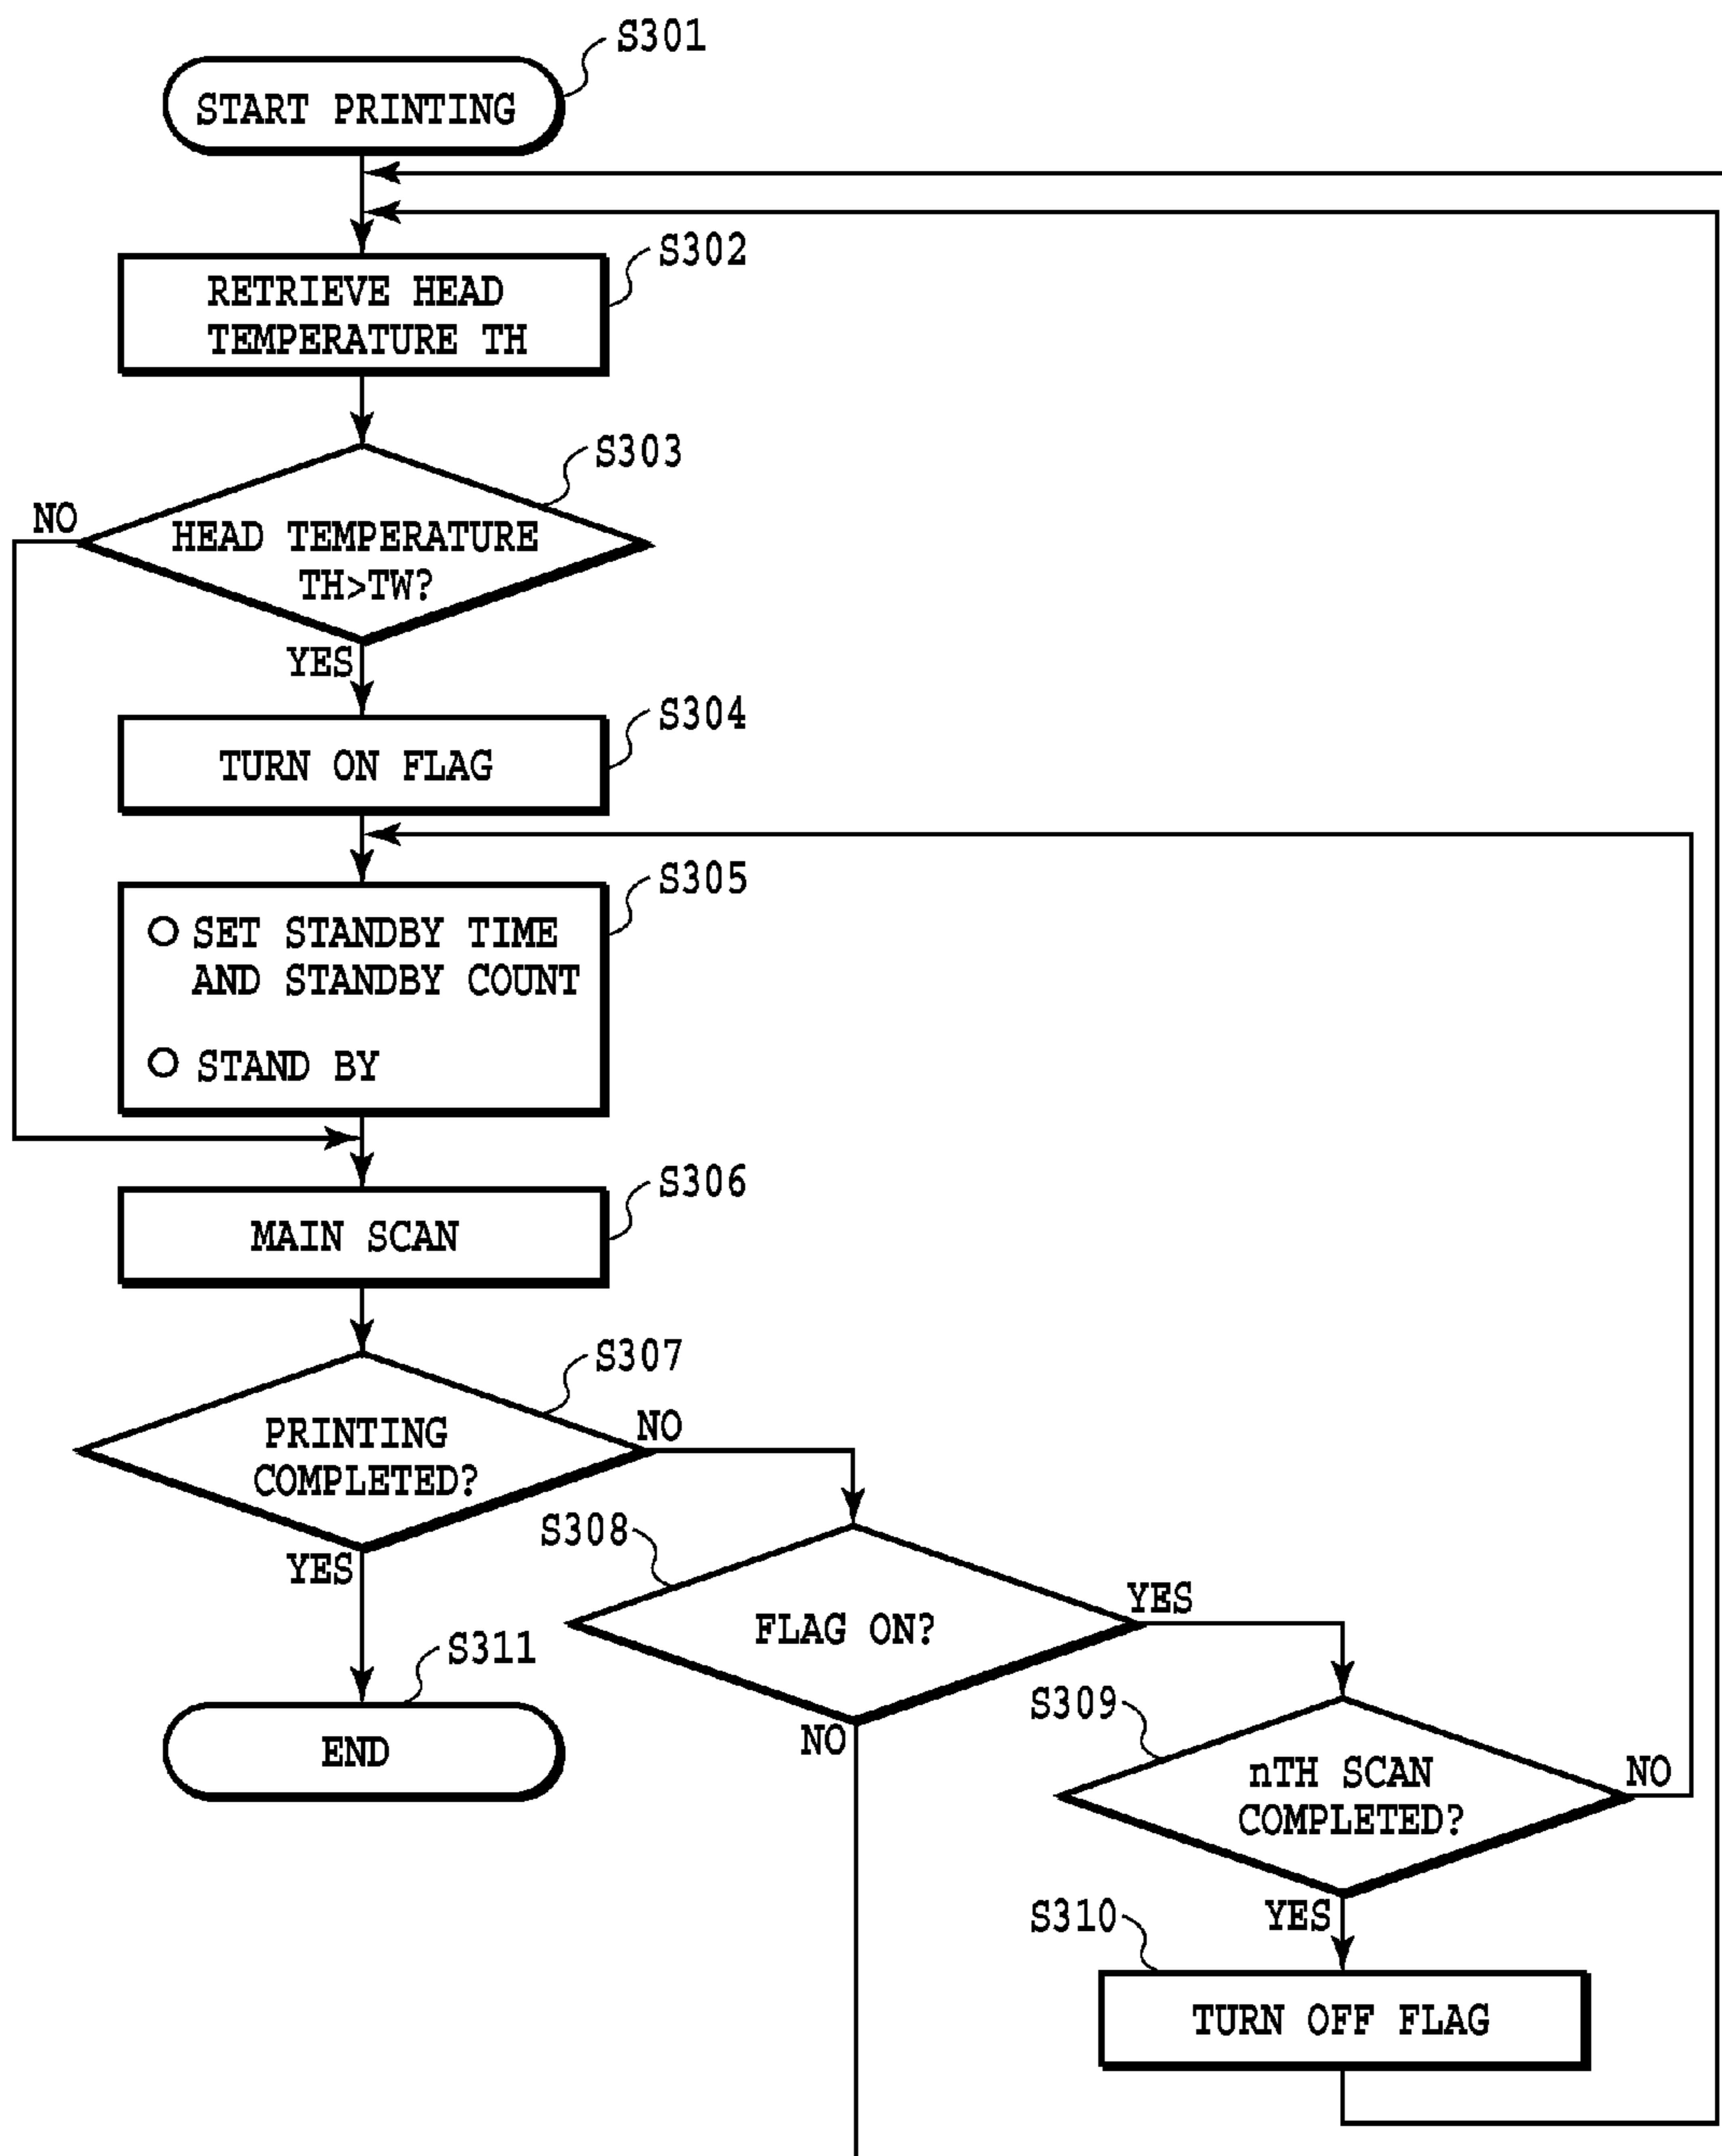 S301
START PRINTING
S302
RETRIEVE HEAD
TEMPERATURE TH
S303
NO
HEAD TEMPERATURE
TH>TW?
YES
S304
TURN ON FLAG
S305
○ SET STANDBY TIME
AND STANDBY COUNT
○ STAND BY
S306
MAIN SCAN
S307
NO
PRINTING
COMPLETED?
YES
S308
YES
FLAG ON?
NO
S311
END
S309
NO
nTH SCAN
COMPLETED?
YES
S310
TURN OFF FLAG